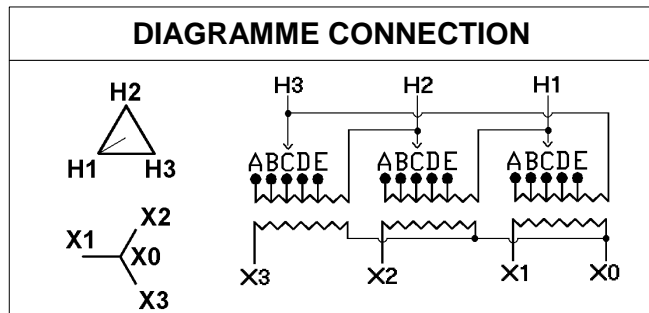 DIAGRAMME CONNECTION
H2
H1 H3
X2
X1 X0
X3
H3 H2 H1
ABCDE ABCDE ABCDE
X3 X2 X1 X0